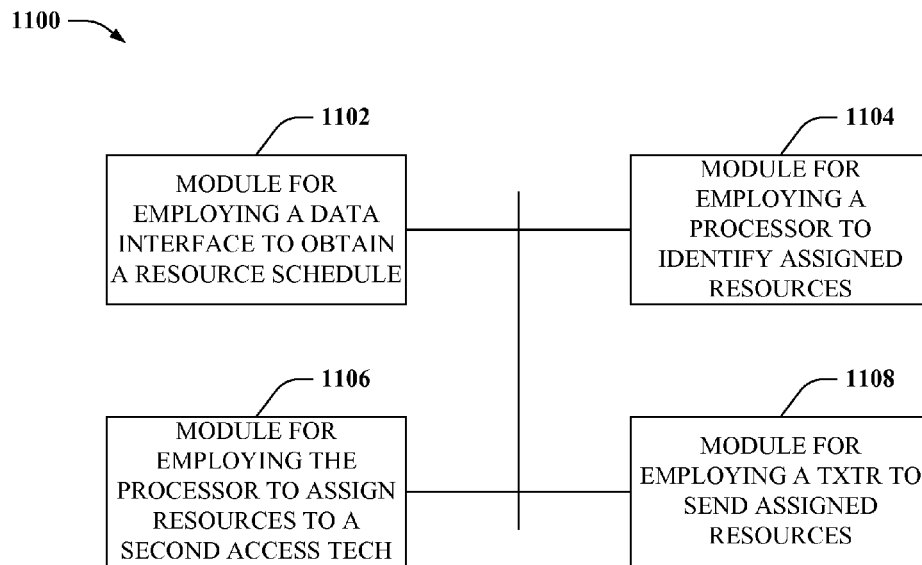 1100
1102
MODULE FOR
EMPLOYING A DATA
INTERFACE TO OBTAIN
A RESOURCE SCHEDULE
1104
MODULE FOR
EMPLOYING A
PROCESSOR TO
IDENTIFY ASSIGNED
RESOURCES
1106
MODULE FOR
EMPLOYING THE
PROCESSOR TO ASSIGN
RESOURCES TO A
SECOND ACCESS TECH
1108
MODULE FOR
EMPLOYING A TXTR TO
SEND ASSIGNED
RESOURCES